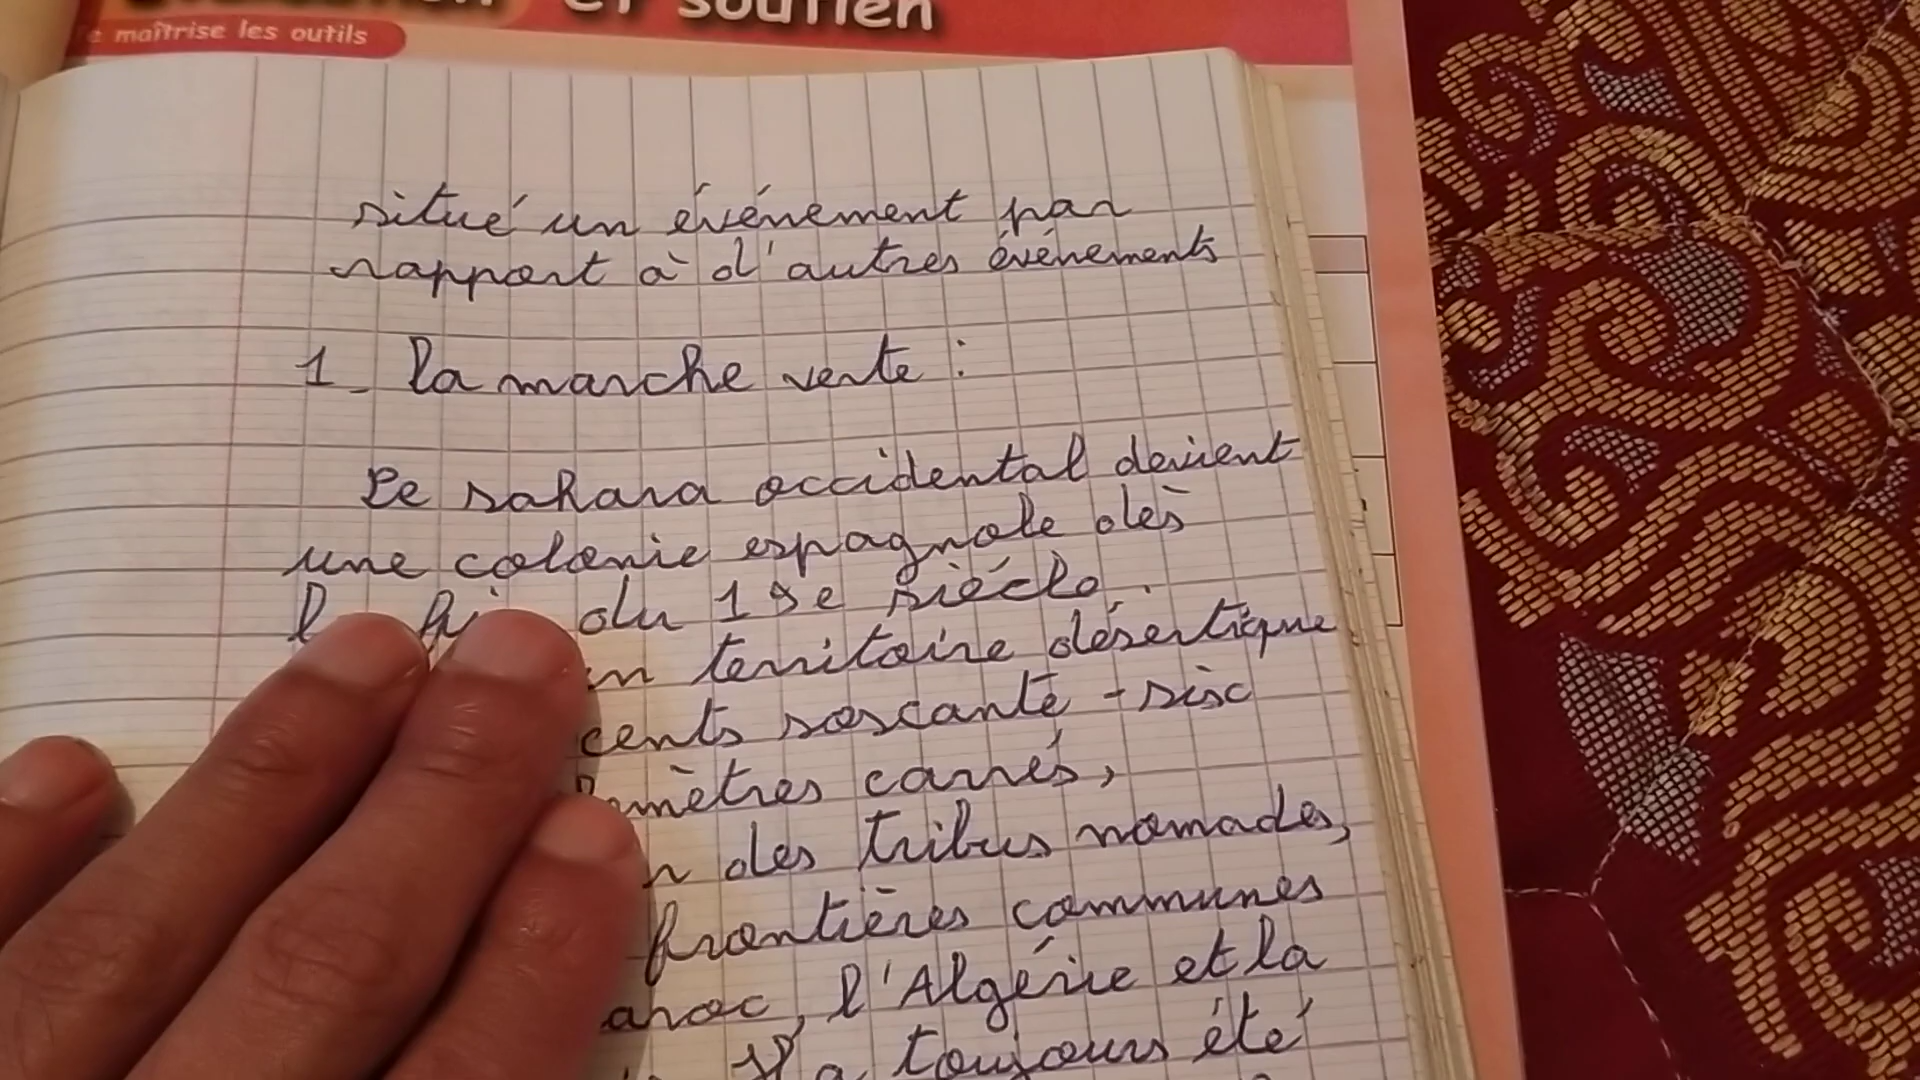 et soutien
maîtrise les outils
situé un événement par
rapport à d'autres événements
1_ la marche verte :
Le sahara occidental devient
une colonie espagnole dès
du 19e siècle.
territoire désertique
cents soixante-six
carrés,
des tribus nomades,
frontières communes
l'Algérie et la
Il a toujours été